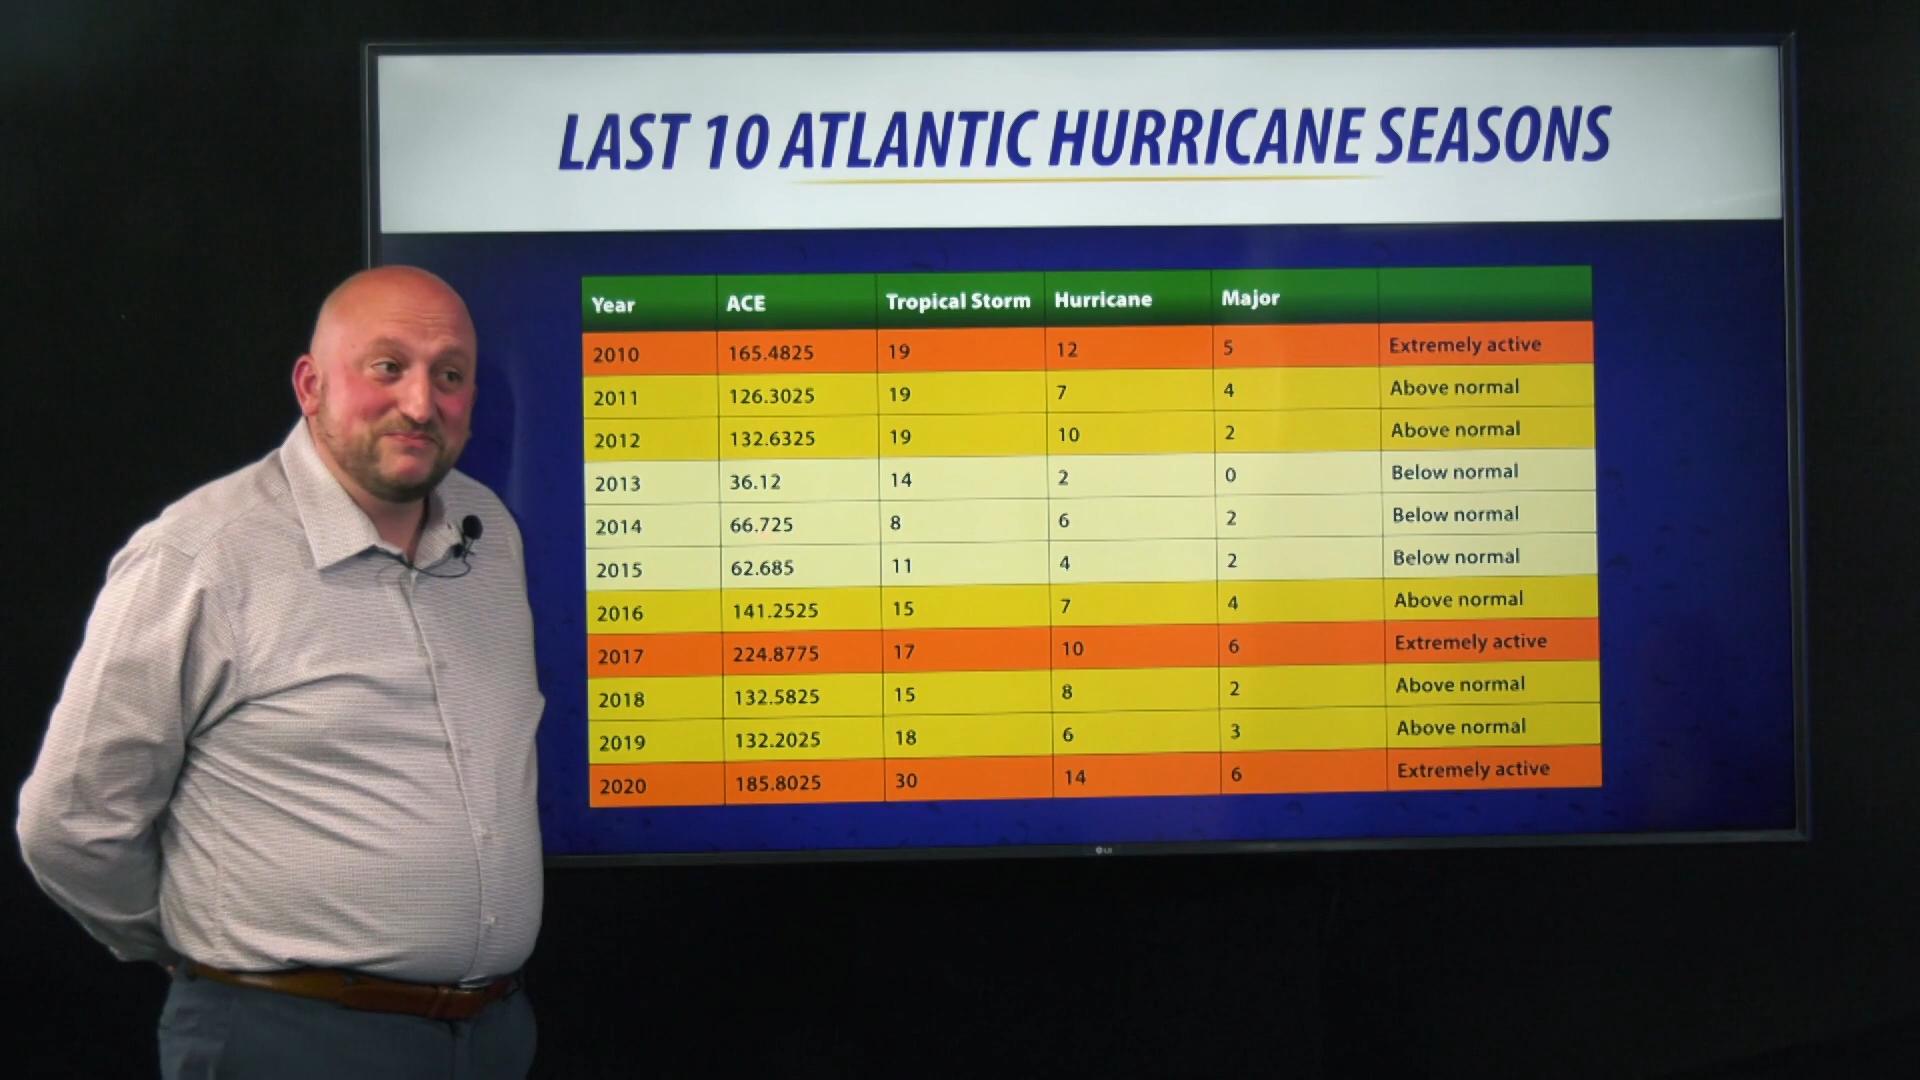 LAST 10 ATLANTIC HURRICANE SEASONS
Year ACE Tropical Storm Hurricane Major
2010 165.4825 19 12 5 Extremely active
2011 126.3025 19 7 4 Above normal
2012 132.6325 19 10 2 Above normal
2013 36.12 14 2 0 Below normal
2014 66.725 8 6 2 Below normal
2015 62.685 11 4 2 Below normal
2016 141.2525 15 7 4 Above normal
2017 224.8775 17 10 6 Extremely active
2018 132.5825 15 8 2 Above normal
2019 132.2025 18 6 3 Above normal
2020 185.8025 30 14 6 Extremely active
LG